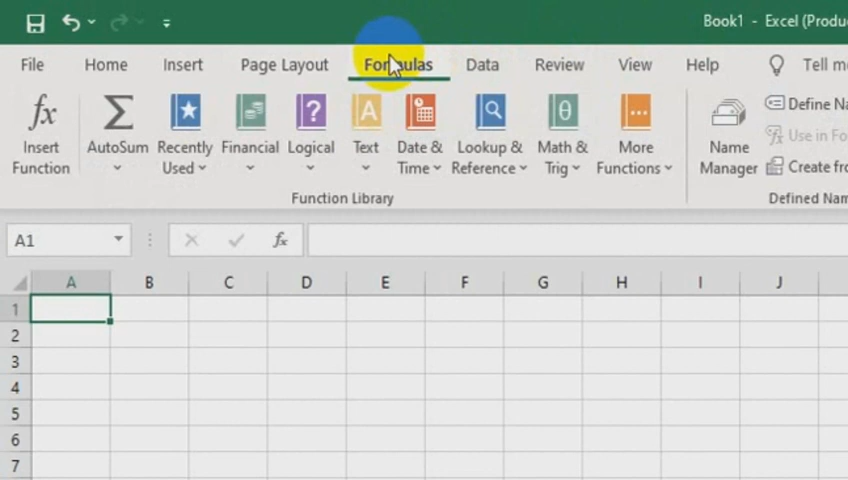 Book1 - Excel (Produ
File Home Insert Page Layout Formulas Data Review View Help Tell me
fx Σ ? A θ
Insert Function
AutoSum
Recently Used
Financial
Logical
Text
Date & Time
Lookup & Reference
Math & Trig
More Functions
Name Manager
Define Na
Use in For
Create fro
Function Library
Defined Nam
A1 fx
A B C D E F G H I J
1
2
3
4
5
6
7